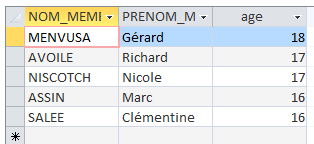 NOM_MEMI PRENOM_M age
MENVUSA Gérard 18
AVOILE Richard 17
NISCOTCH Nicole 17
ASSIN Marc 16
SALEE Clémentine 16